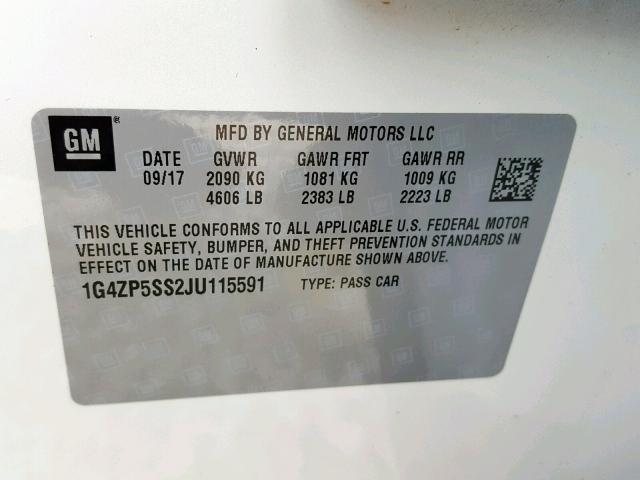 GM ® MFD BY GENERAL MOTORS LLC
DATE GVWR GAWR FRT GAWR RR
09/17 2090 KG 1081 KG 1009 KG
4606 LB 2383 LB 2223 LB
THIS VEHICLE CONFORMS TO ALL APPLICABLE U.S. FEDERAL MOTOR
VEHICLE SAFETY, BUMPER, AND THEFT PREVENTION STANDARDS IN
EFFECT ON THE DATE OF MANUFACTURE SHOWN ABOVE.
1G4ZP5SS2JU115591 TYPE: PASS CAR